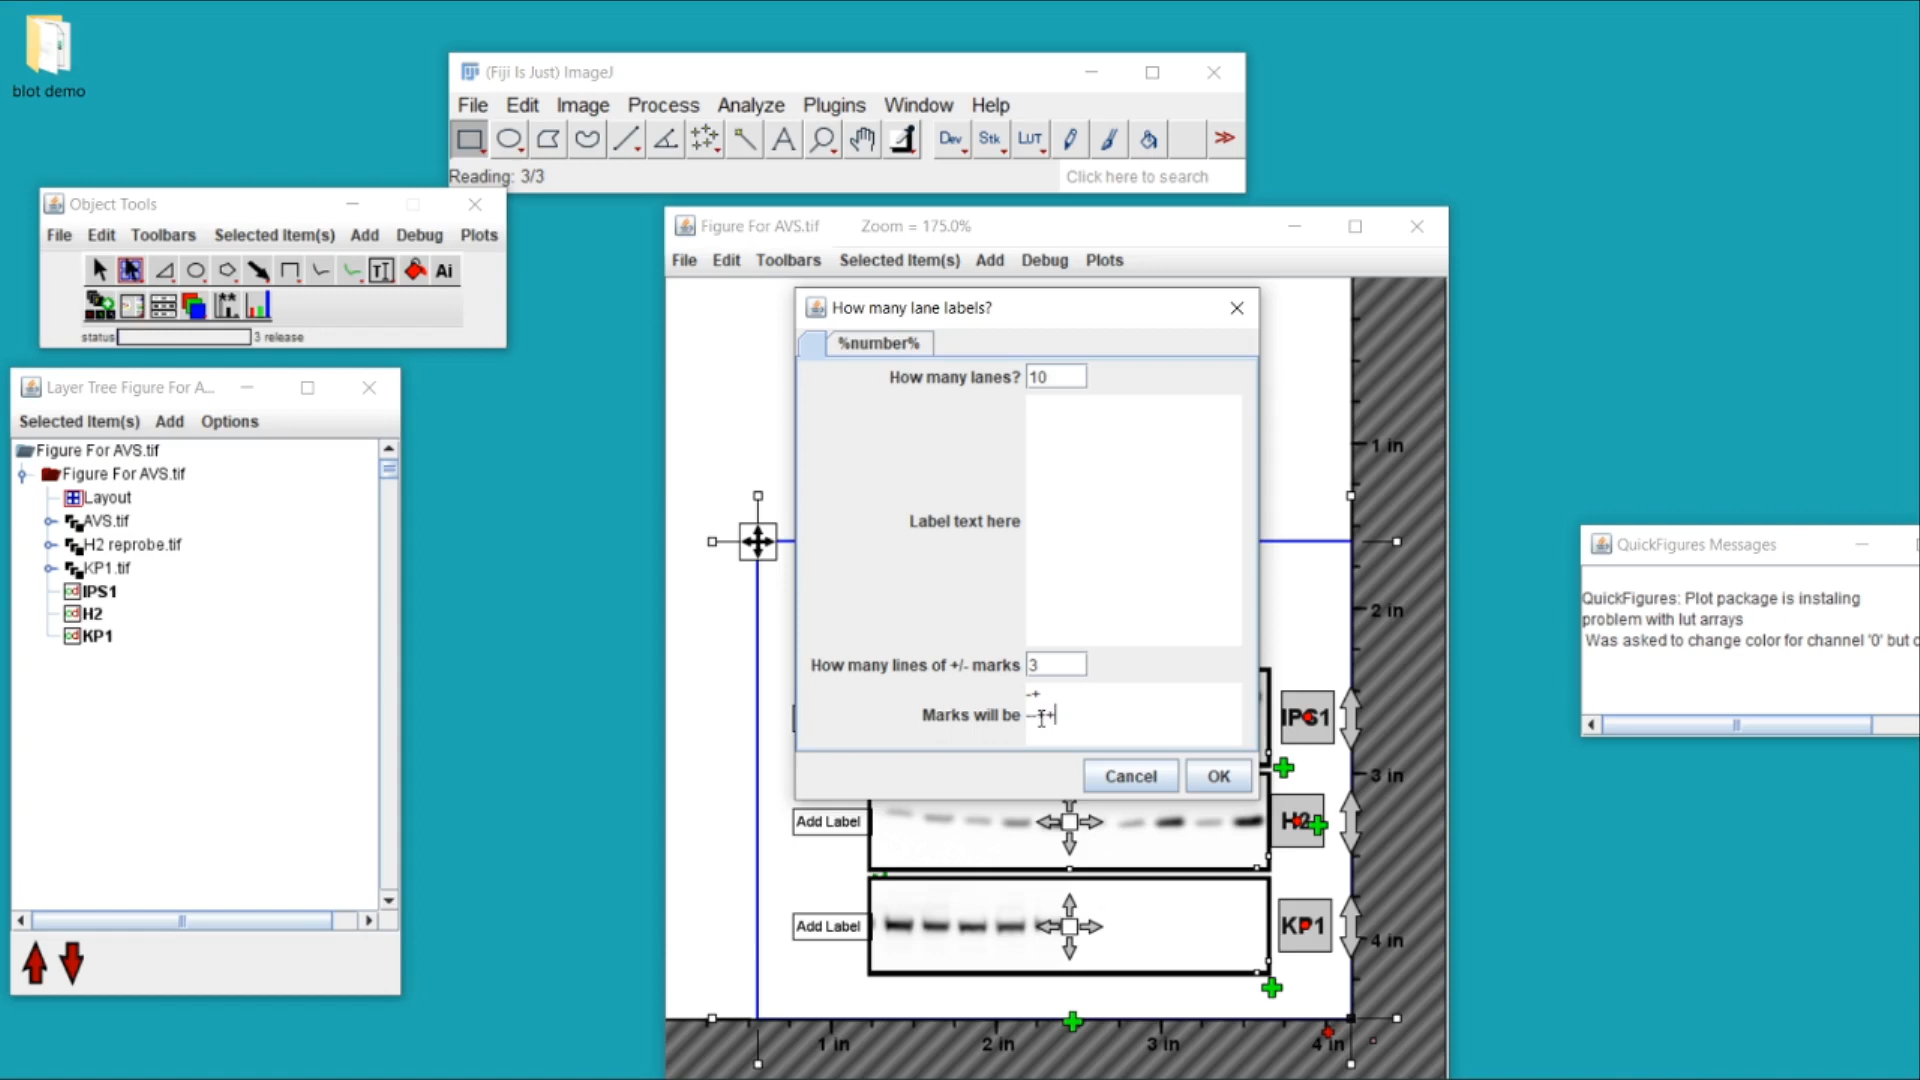 blot demo
(Fiji Is Just) ImageJ
File Edit Image Process Analyze Plugins Window Help
Dev Stk LUT
Reading: 3/3
Click here to search
Object Tools
File Edit Toolbars Selected Item(s) Add Debug Plots
Ai
status
3 release
Layer Tree Figure For A...
Selected Item(s) Add Options
Figure For AVS.tif
Figure For AVS.tif
Layout
AVS.tif
H2 reprobe.tif
KP1.tif
IPS1
H2
KP1
Figure For AVS.tif Zoom = 175.0%
File Edit Toolbars Selected Item(s) Add Debug Plots
How many lane labels?
%number%
How many lanes? 10
Label text here
How many lines of +/- marks 3
-+
Marks will be
Cancel OK
IPS1
Add Label
H2
Add Label
KP1
1 in
2 in
3 in
4 in
1 in 2 in 3 in 4 in
QuickFigures Messages
QuickFigures: Plot package is instaling
problem with lut arrays
Was asked to change color for channel '0' but